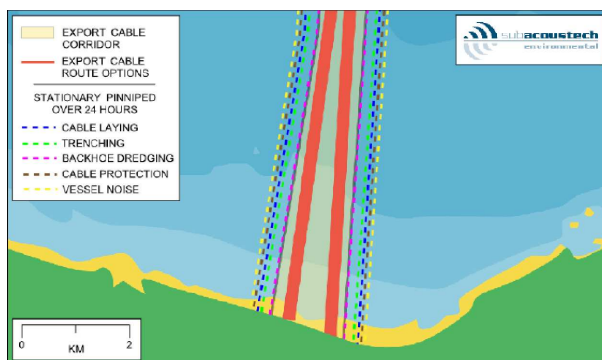 EXPORT CABLE
CORRIDOR
EXPORT CABLE
ROUTE OPTIONS
STATIONARY PINNIPED
OVER 24 HOURS
CABLE LAYING
TRENCHING
BACKHOE DREDGING
CABLE PROTECTION
VESSEL NOISE
subacoustech
environmental
0 2
KM